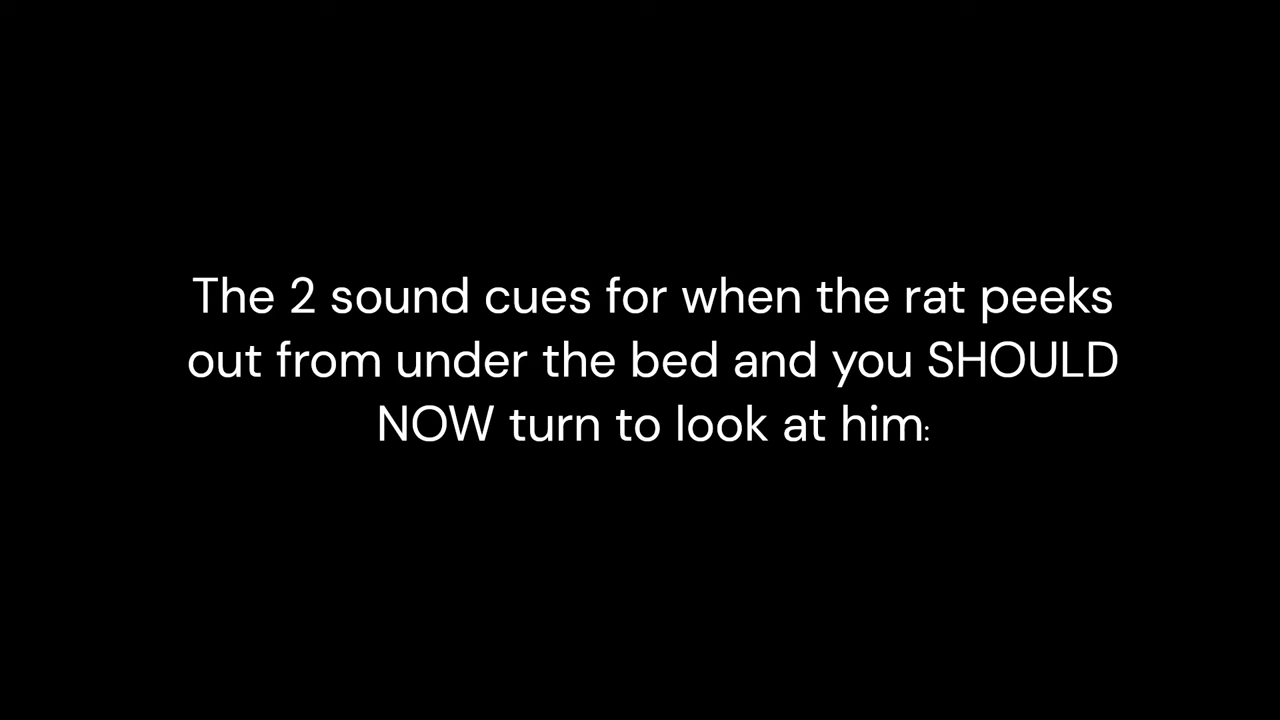 The 2 sound cues for when the rat peeks
out from under the bed and you SHOULD
NOW turn to look at him: